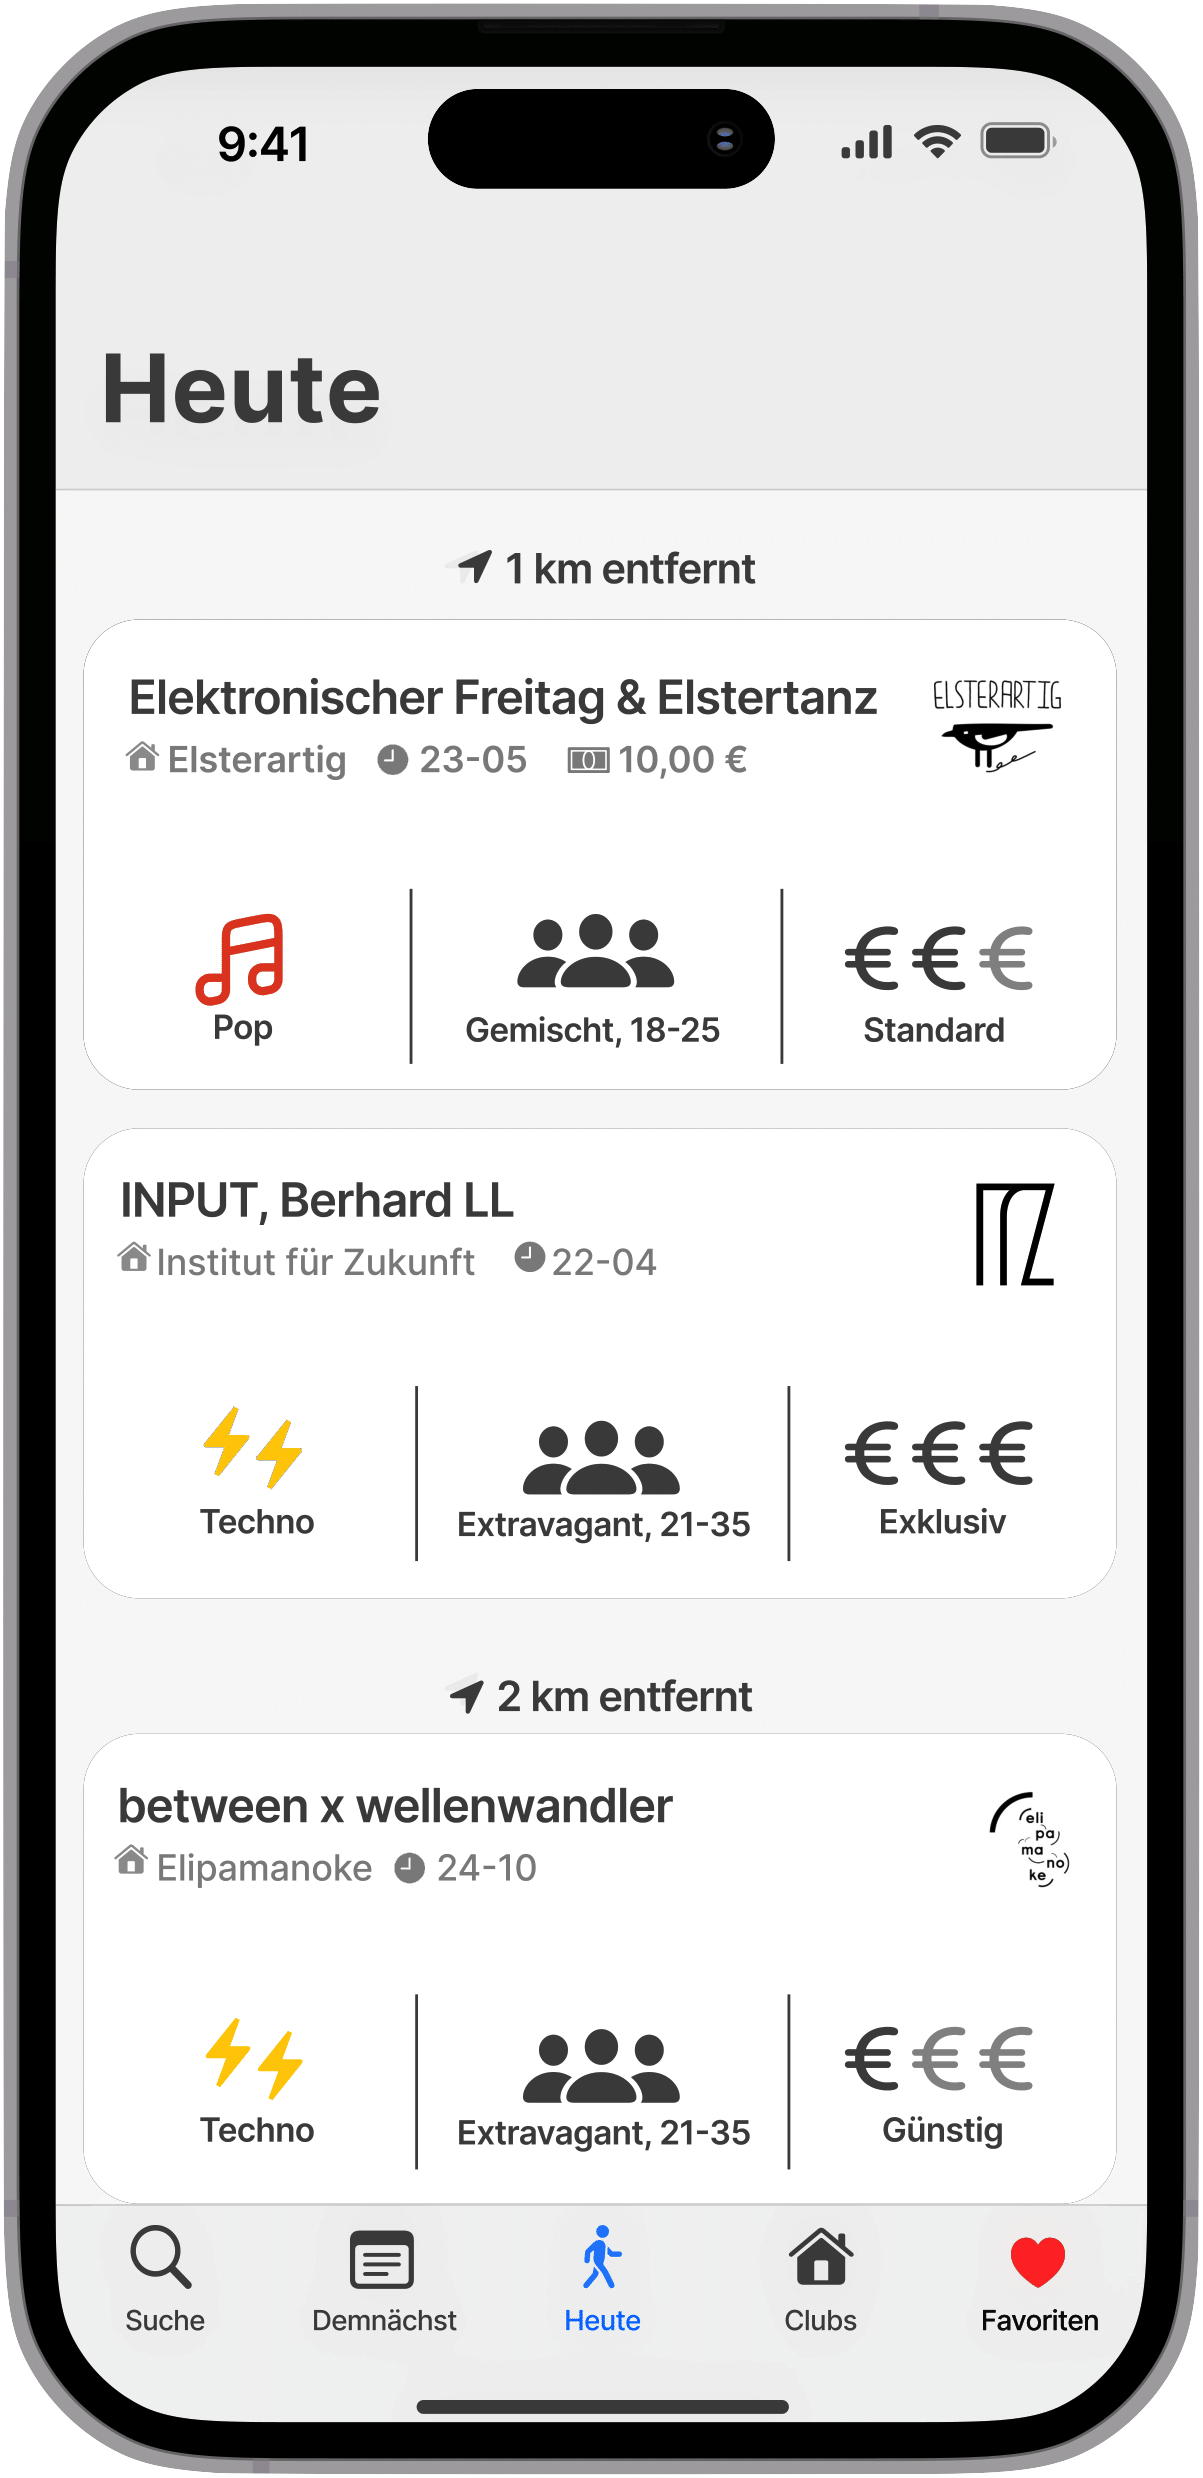 9:41
Heute
1 km entfernt
Elektronischer Freitag & Elstertanz
ELSTERARTIG
Elsterartig 23-05 10,00 €
€€€
Pop
Gemischt, 18-25
Standard
INPUT, Berhard LL
Institut für Zukunft 22-04
€€€
Techno
Extravagant, 21-35
Exklusiv
2 km entfernt
between x wellenwandler
eli
pa
ma
no
ke
Elipamanoke 24-10
€€€
Techno
Extravagant, 21-35
Günstig
Suche
Demnächst
Heute
Clubs
Favoriten